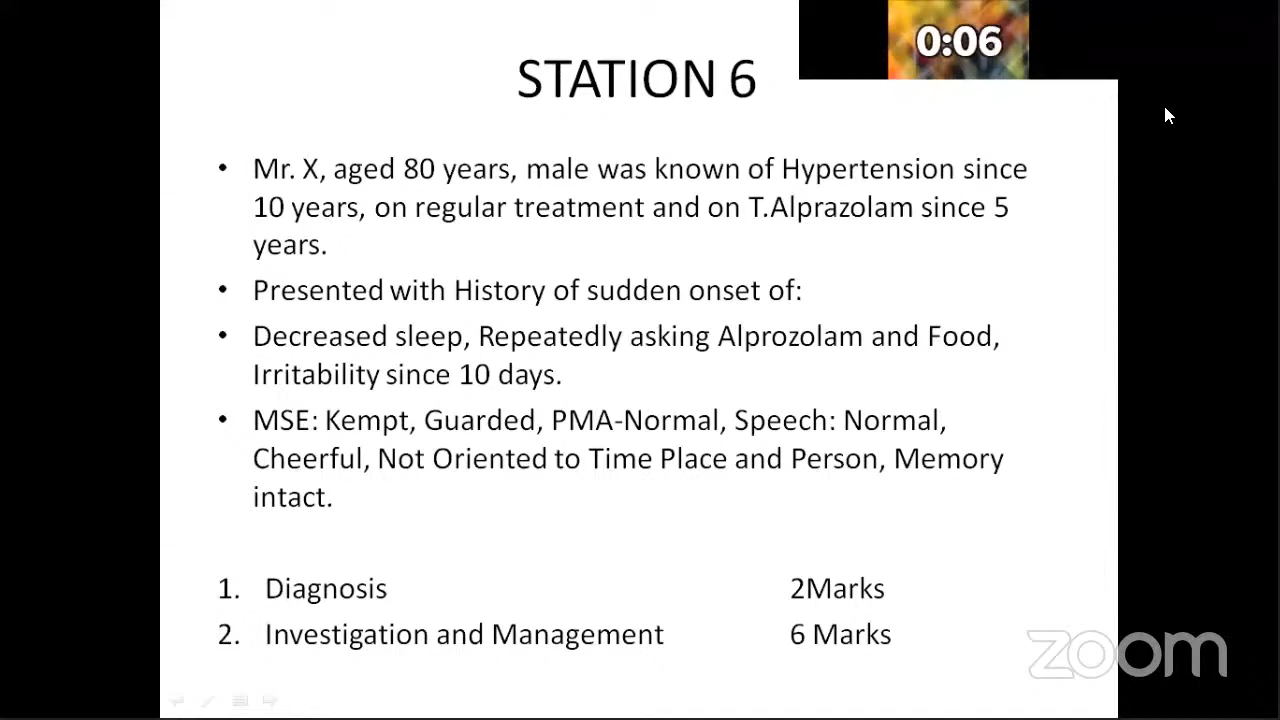 0:06
STATION 6
• Mr. X, aged 80 years, male was known of Hypertension since
10 years, on regular treatment and on T.Alprazolam since 5
years.
• Presented with History of sudden onset of:
• Decreased sleep, Repeatedly asking Alprozolam and Food,
Irritability since 10 days.
• MSE: Kempt, Guarded, PMA-Normal, Speech: Normal,
Cheerful, Not Oriented to Time Place and Person, Memory
intact.
1. Diagnosis 2Marks
2. Investigation and Management 6 Marks
zoom